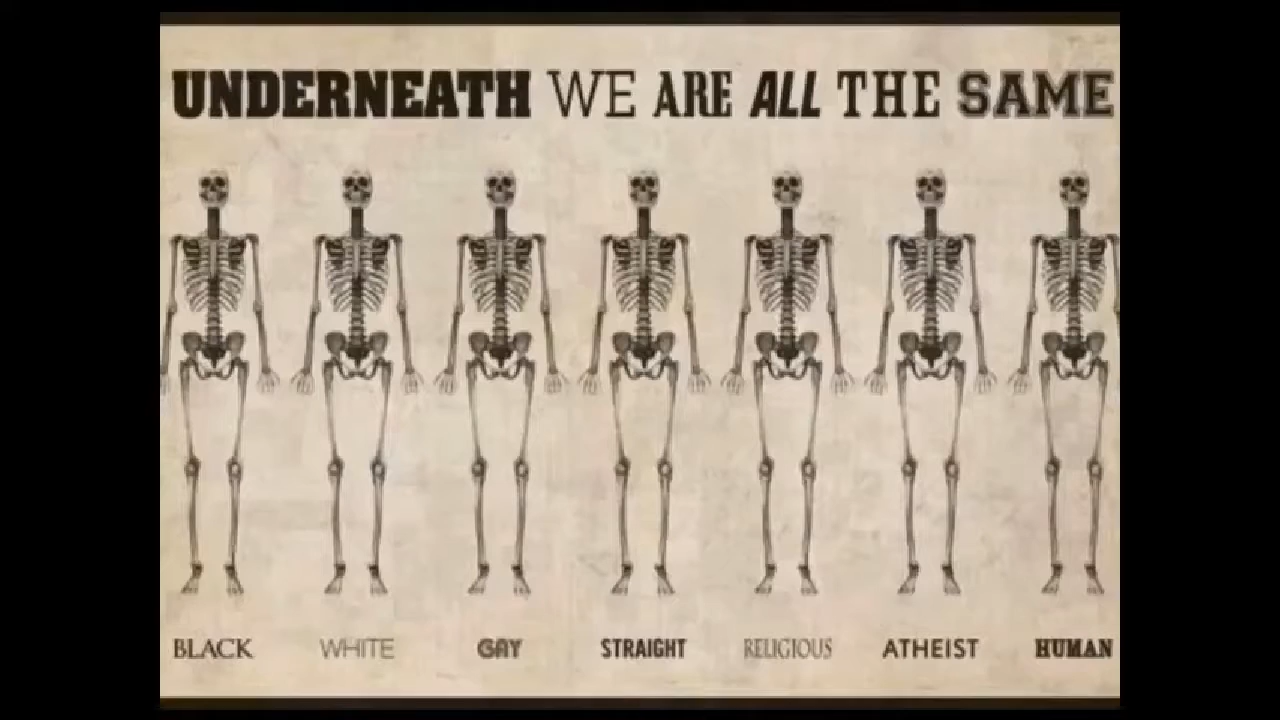 UNDERNEATH WE ARE ALL THE SAME
BLACK WHITE GAY STRAIGHT RELIGIOUS ATHEIST HUMAN